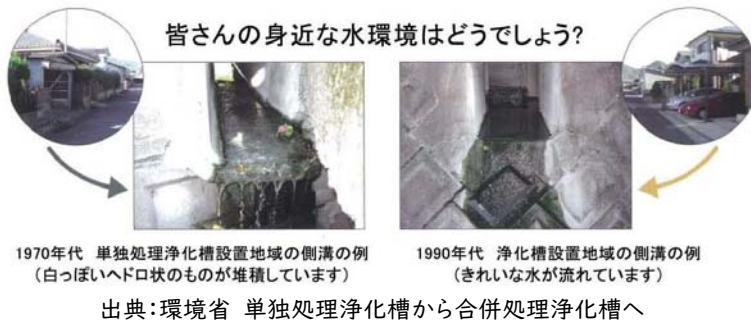 皆さんの身近な水環境はどうでしょう?
1970年代 単独処理浄化槽設置地域の側溝の例
(白っぽいヘドロ状のものが堆積しています)
1990年代 浄化槽設置地域の側溝の例
(きれいな水が流れています)
出典:環境省 単独処理浄化槽から合併処理浄化槽へ